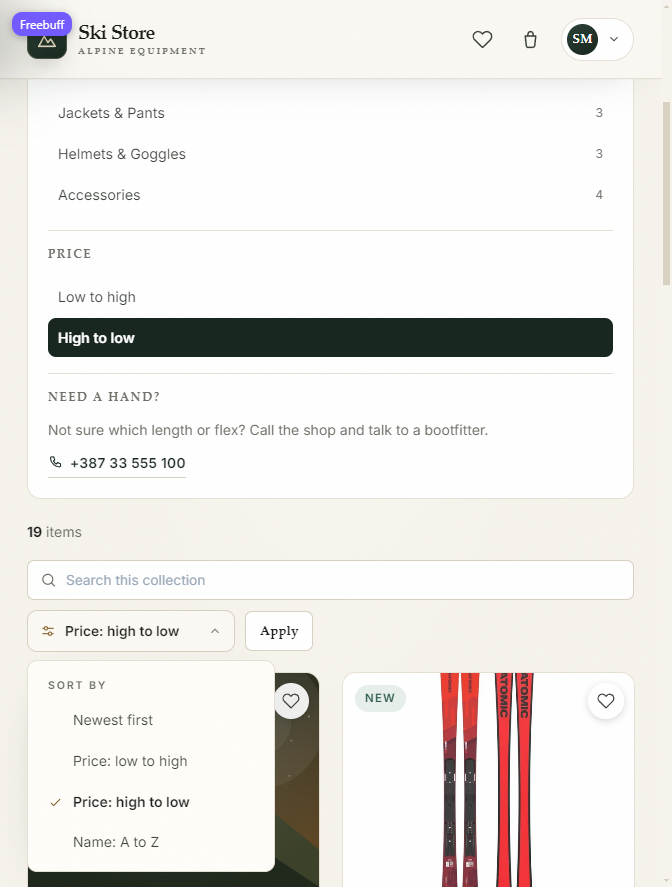 Freebuff
Ski Store
ALPINE EQUIPMENT
SM
Jackets & Pants 3
Helmets & Goggles 3
Accessories 4
PRICE
Low to high
High to low
NEED A HAND?
Not sure which length or flex? Call the shop and talk to a bootfitter.
+387 33 555 100
19 items
Search this collection
Price: high to low
Apply
SORT BY
Newest first
Price: low to high
Price: high to low
Name: A to Z
NEW
ATOMIC
ATOMIC